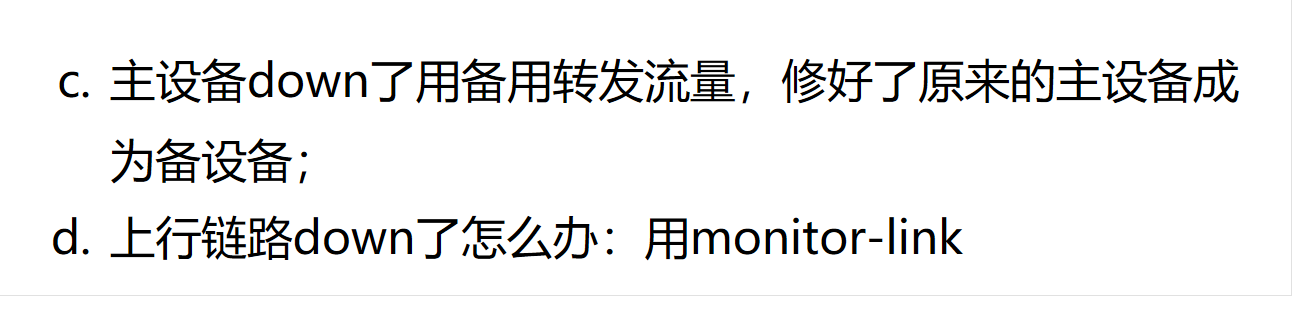 c. 主设备down了用备用转发流量，修好了原来的主设备成
为备设备；
d. 上行链路down了怎么办：用monitor-link